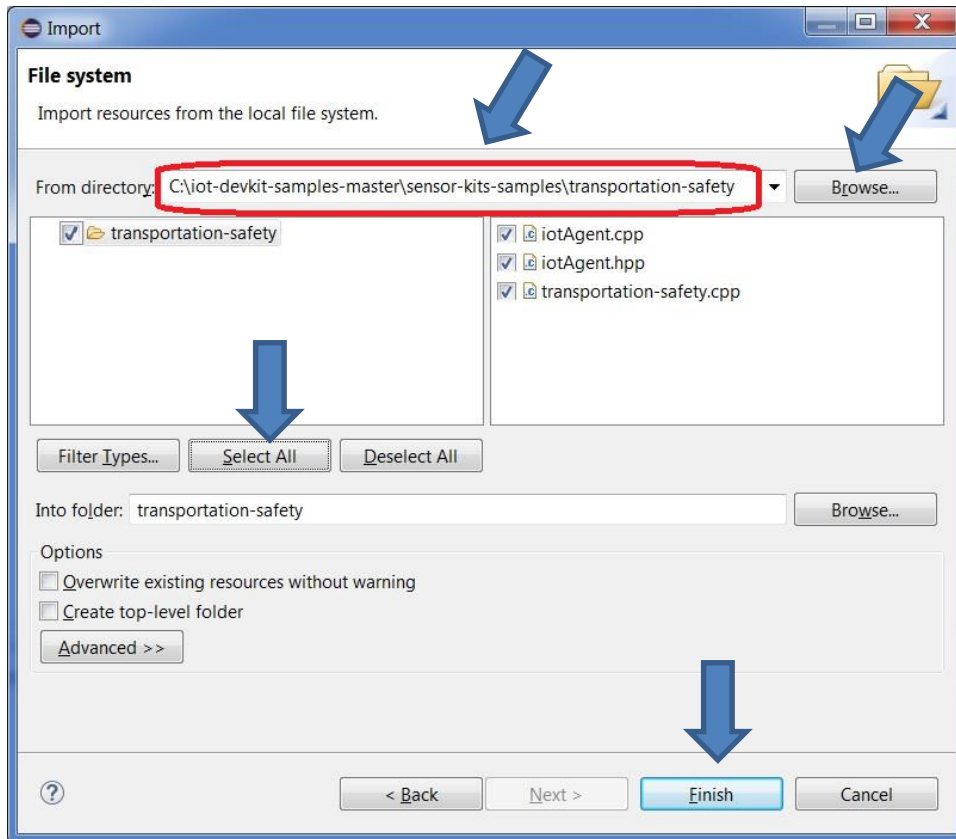 Import
File system
Import resources from the local file system.
From directory: C:\iot-devkit-samples-master\sensor-kits-samples\transportation-safety Browse...
transportation-safety
iotAgent.cpp
iotAgent.hpp
transportation-safety.cpp
Filter Types... Select All Deselect All
Into folder: transportation-safety Browse...
Options
Overwrite existing resources without warning
Create top-level folder
Advanced >>
? < Back Next > Finish Cancel